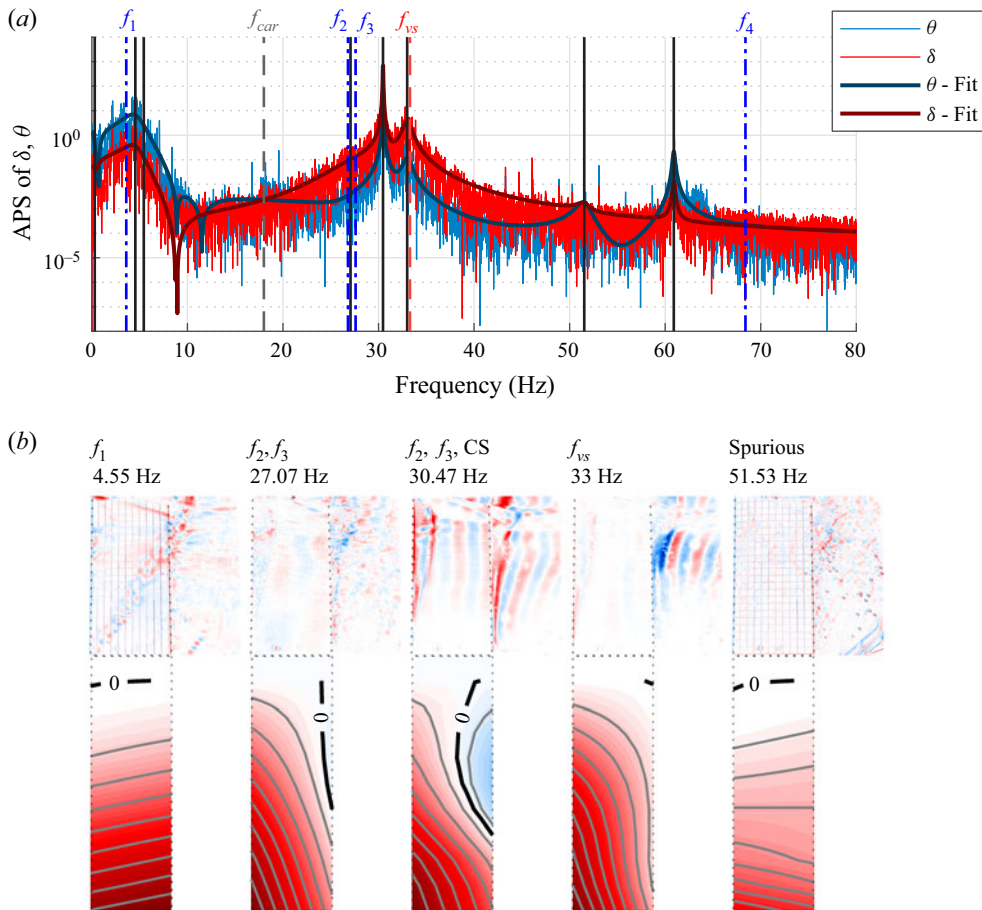 (a)
f1 fcar f2 f3 fvs f4
θ
δ
θ - Fit
δ - Fit
APS of δ, θ
10^0
10^-5
0 10 20 30 40 50 60 70 80
Frequency (Hz)
(b)
f1 f2, f3 f2, f3, CS fvs Spurious
4.55 Hz 27.07 Hz 30.47 Hz 33 Hz 51.53 Hz
0 0 0 0